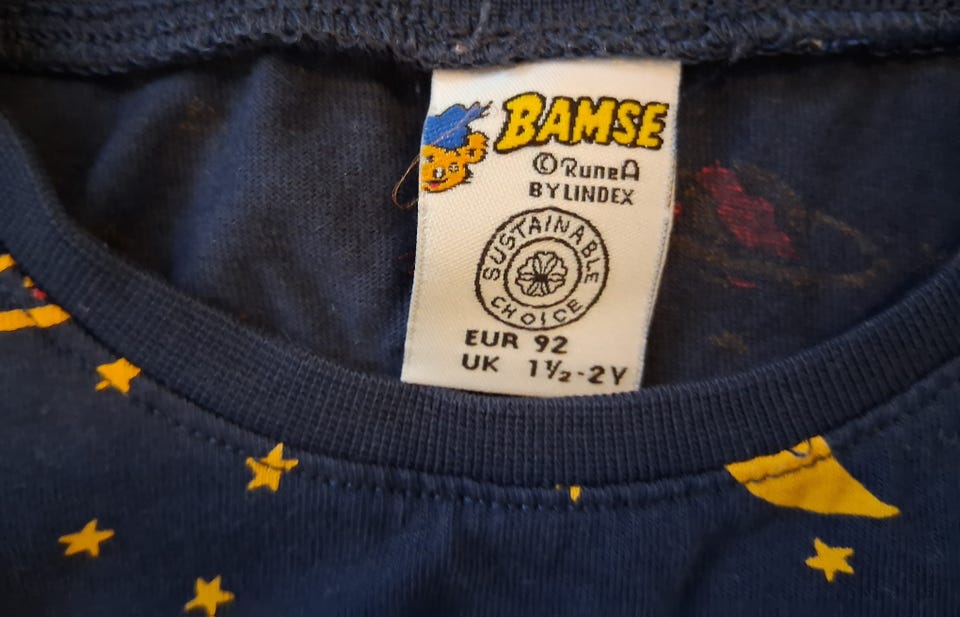 BAMSE
©RuneA
BY LINDEX
SUSTAINABLE
CHOICE
EUR 92
UK 1½-2Y